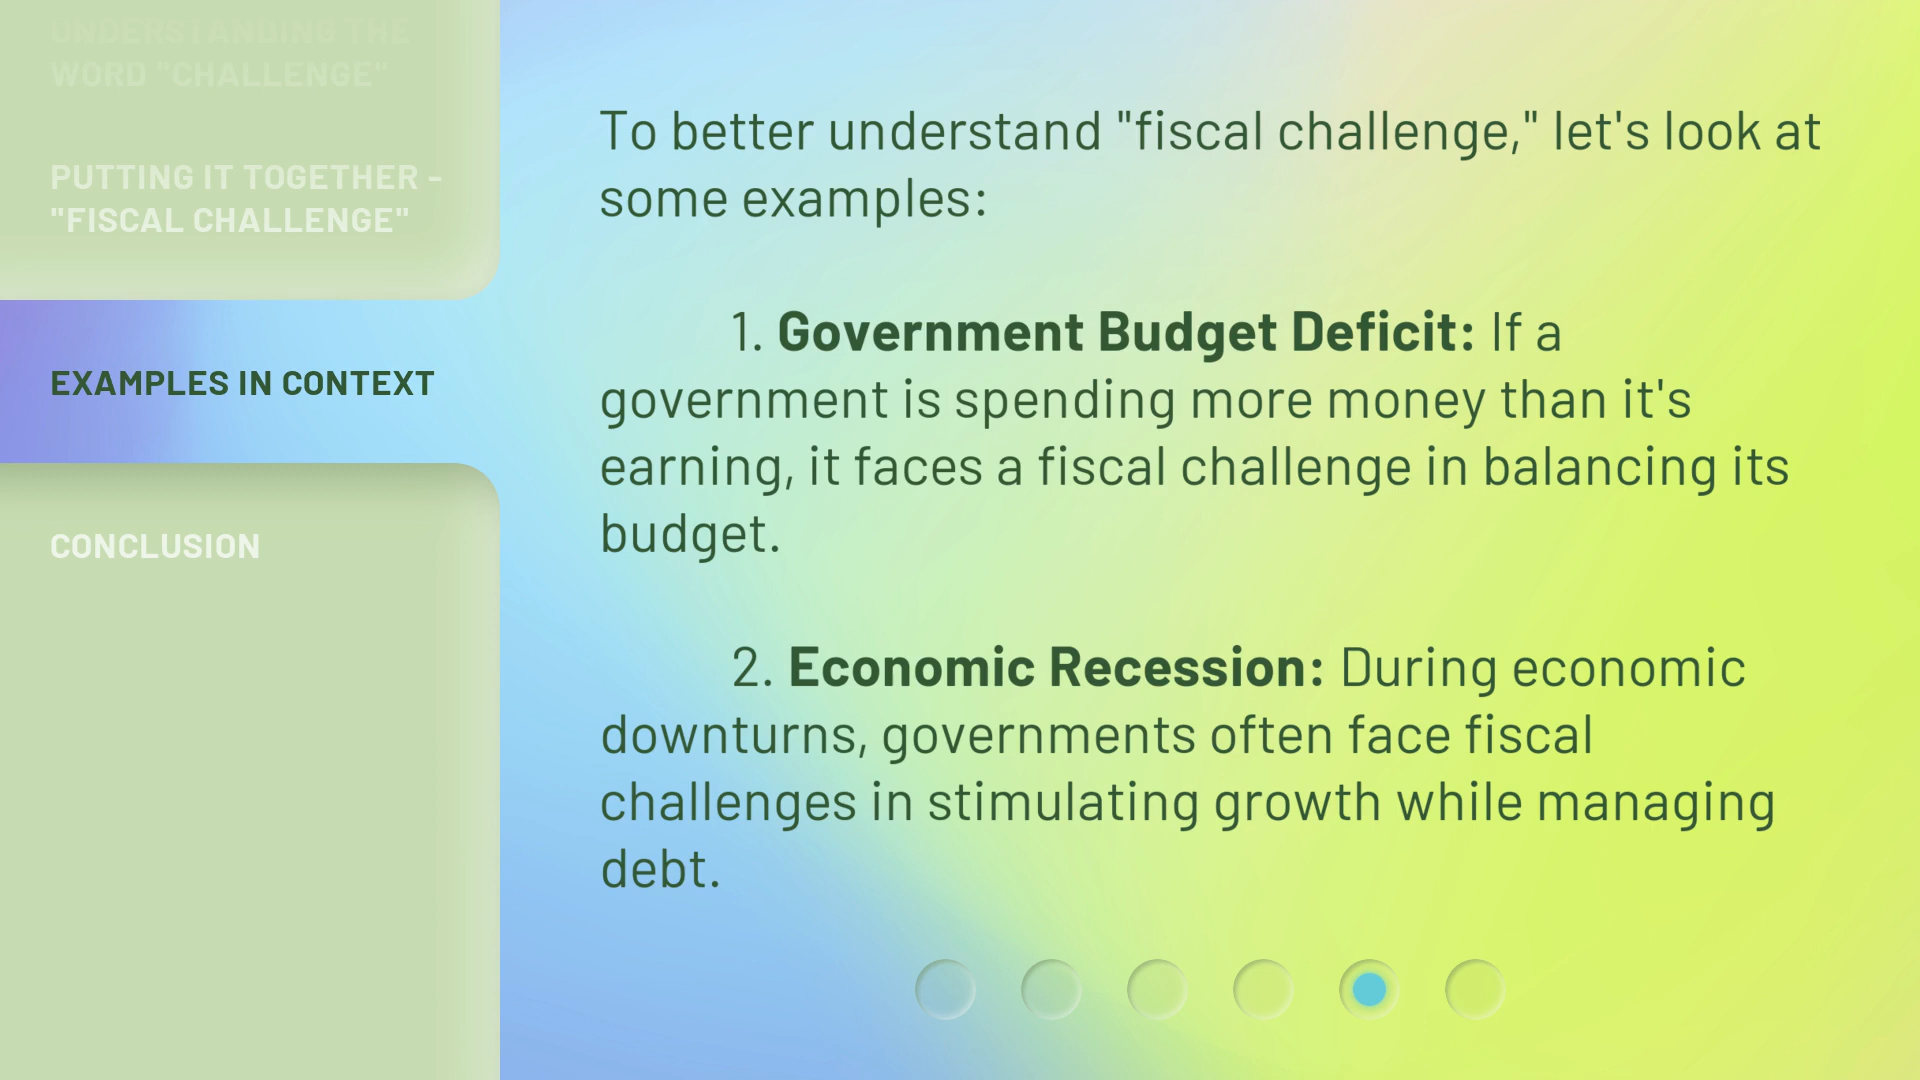 UNDERSTANDING THE
WORD "CHALLENGE"
PUTTING IT TOGETHER -
"FISCAL CHALLENGE"
EXAMPLES IN CONTEXT
CONCLUSION
To better understand "fiscal challenge," let's look at
some examples:
1. Government Budget Deficit: If a
government is spending more money than it's
earning, it faces a fiscal challenge in balancing its
budget.
2. Economic Recession: During economic
downturns, governments often face fiscal
challenges in stimulating growth while managing
debt.